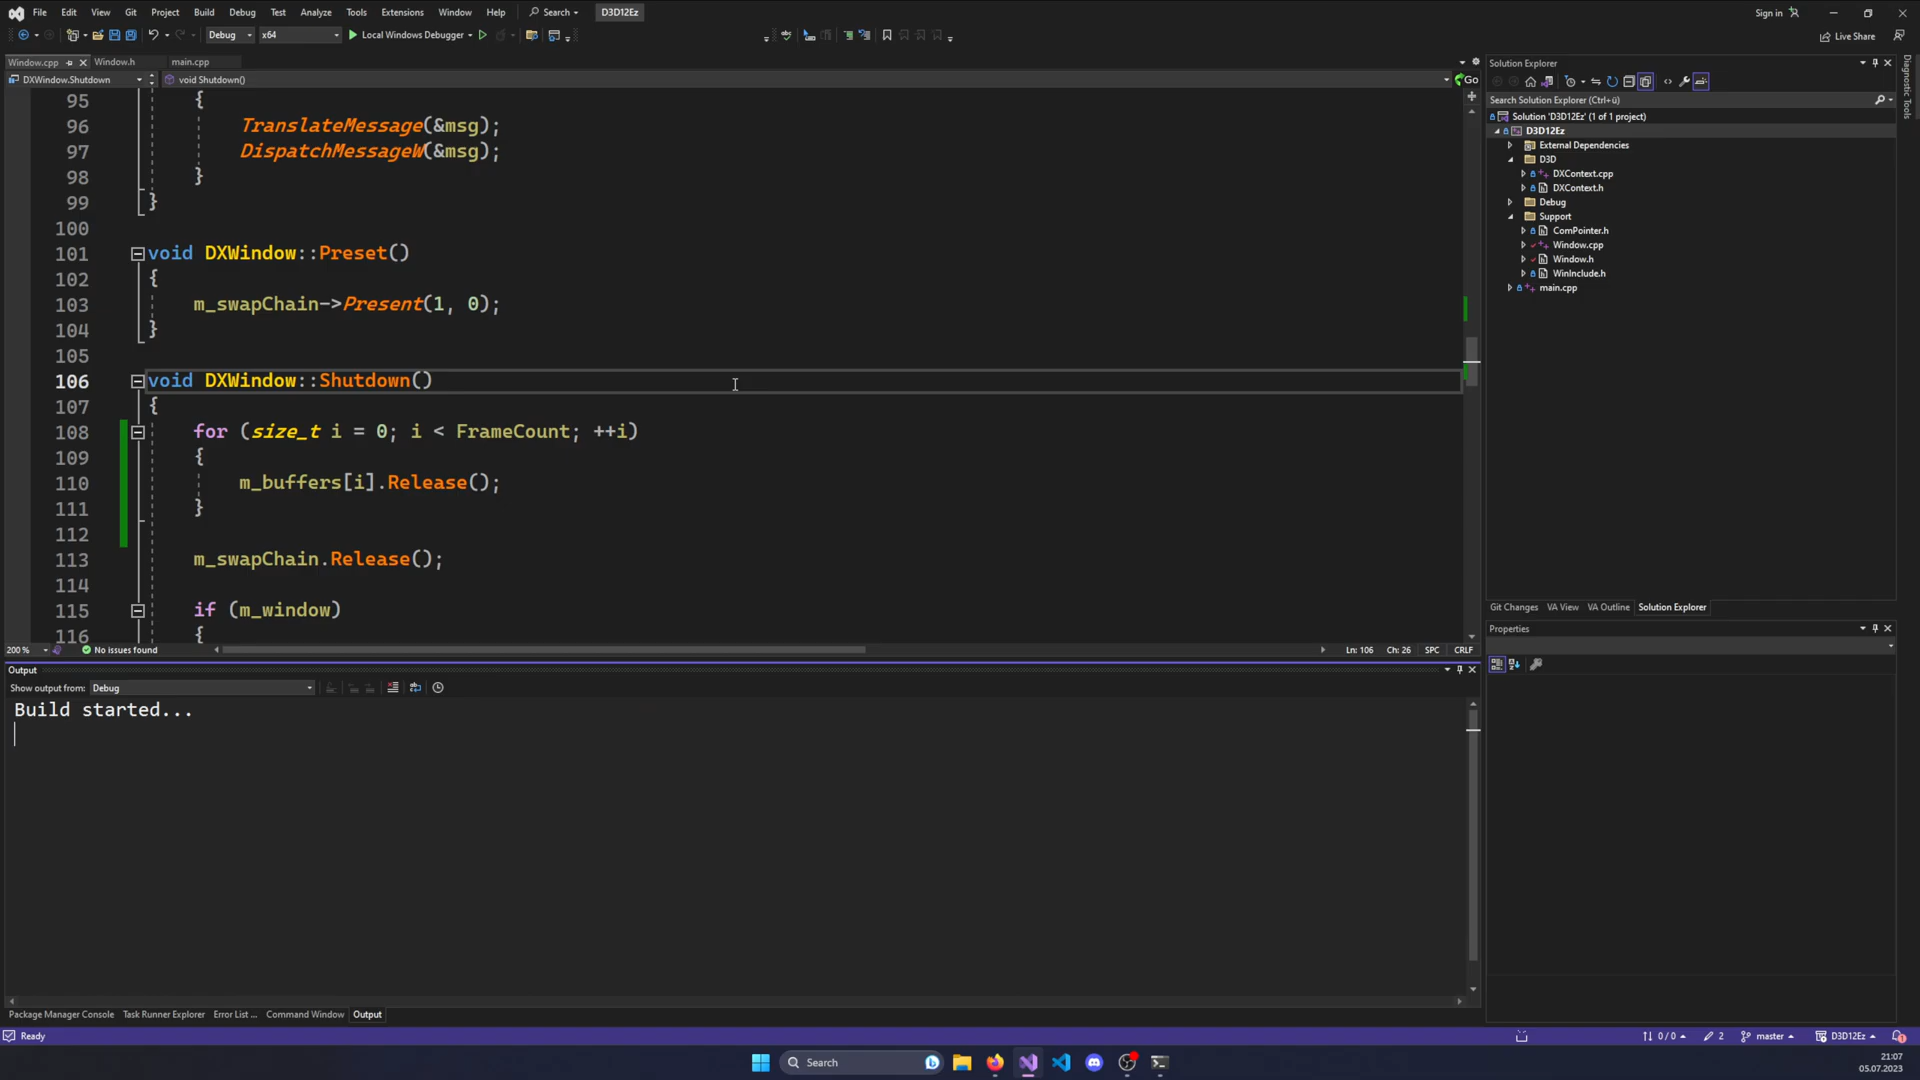 File Edit View Git Project Build Debug Test Analyze Tools Extensions Window Help Search D3D12Ez Sign in
Debug x64 Local Windows Debugger Live Share
Window.cpp Window.h main.cpp
DXWindow.Shutdown void Shutdown() Go
95 {
96 TranslateMessage(&msg);
97 DispatchMessageW(&msg);
98 }
99 }
100
101 void DXWindow::Preset()
102 {
103 m_swapChain->Present(1, 0);
104 }
105
106 void DXWindow::Shutdown()
107 {
108 for (size_t i = 0; i < FrameCount; ++i)
109 {
110 m_buffers[i].Release();
111 }
112
113 m_swapChain.Release();
114
115 if (m_window)
116 {
200 % No issues found Ln: 106 Ch: 26 SPC CRLF
Output
Show output from: Debug
Build started...
Package Manager Console Task Runner Explorer Error List ... Command Window Output
Solution Explorer
Search Solution Explorer (Ctrl+ü)
Solution 'D3D12Ez' (1 of 1 project)
D3D12Ez
External Dependencies
D3D
DXContext.cpp
DXContext.h
Debug
Support
ComPointer.h
Window.cpp
Window.h
WinInclude.h
main.cpp
Git Changes VA View VA Outline Solution Explorer
Properties
Diagnostic Tools
Ready 0 / 0 2 master D3D12Ez
Search
21:07
05.07.2023